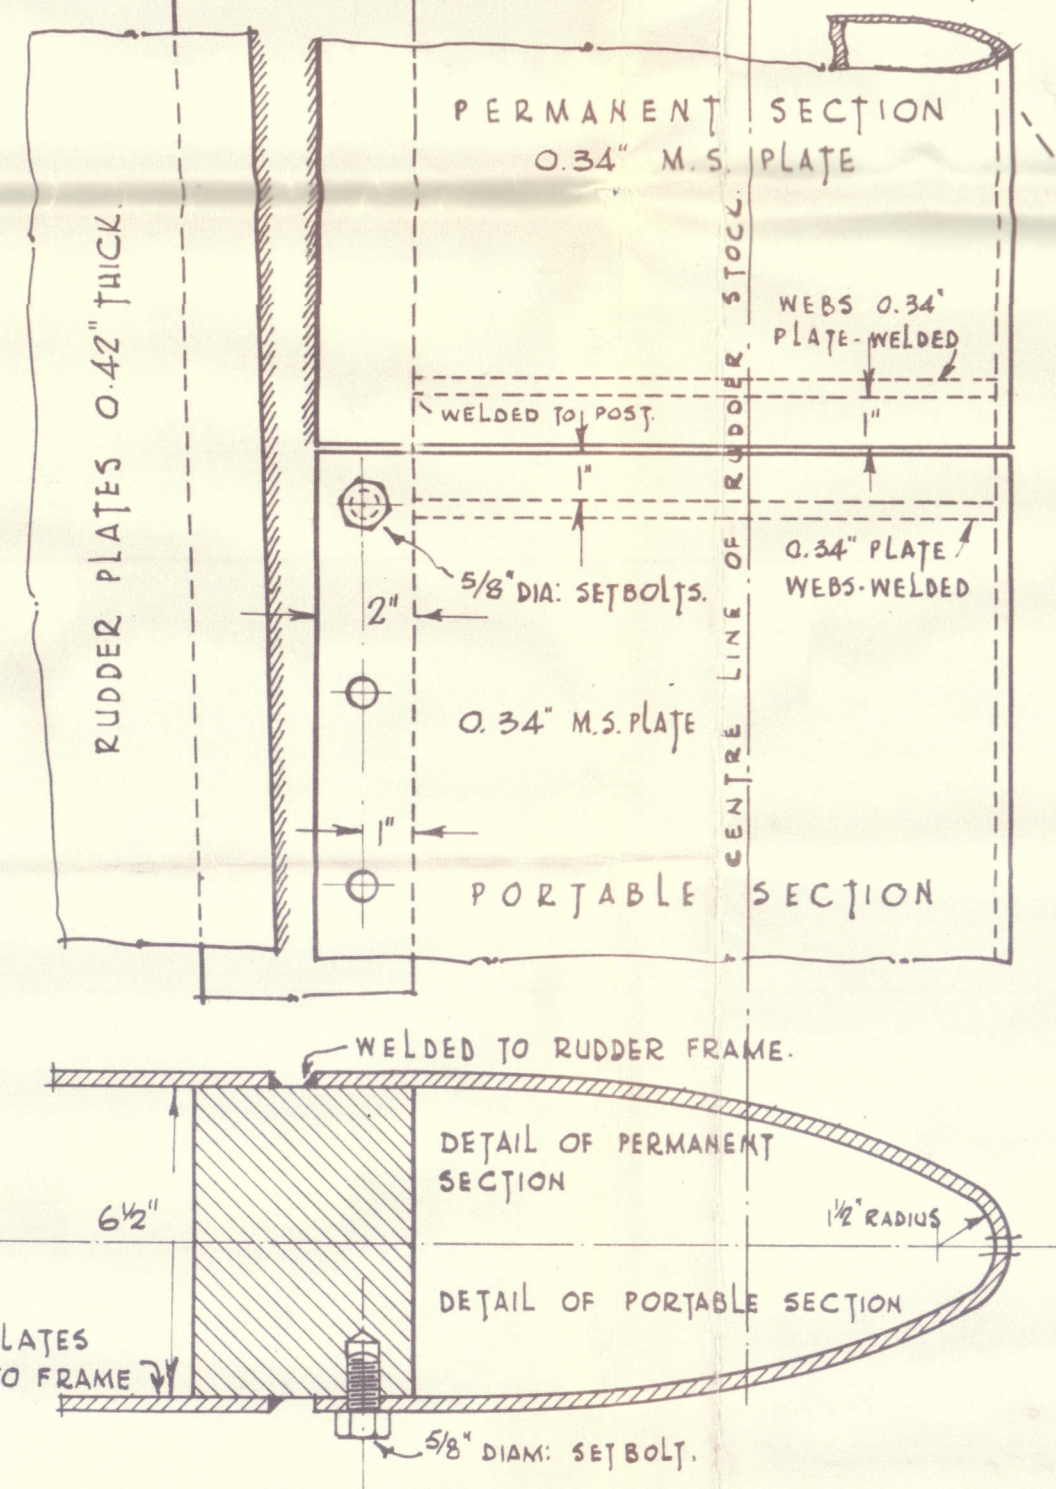 PERMANENT SECTION
0.34" M.S. PLATE
RUDDER PLATES 0.42" THICK.
CENTRE LINE OF RUDDER STOCK.
WEBS 0.34"
PLATE-WELDED
WELDED TO POST.
1"
1"
0.34" PLATE
WEBS-WELDED
5/8" DIA: SETBOLTS.
2"
0.34" M.S. PLATE
1"
PORTABLE SECTION
WELDED TO RUDDER FRAME.
DETAIL OF PERMANENT
SECTION
6½"
1½" RADIUS
DETAIL OF PORTABLE SECTION
LATES
O FRAME
5/8" DIAM: SETBOLT.